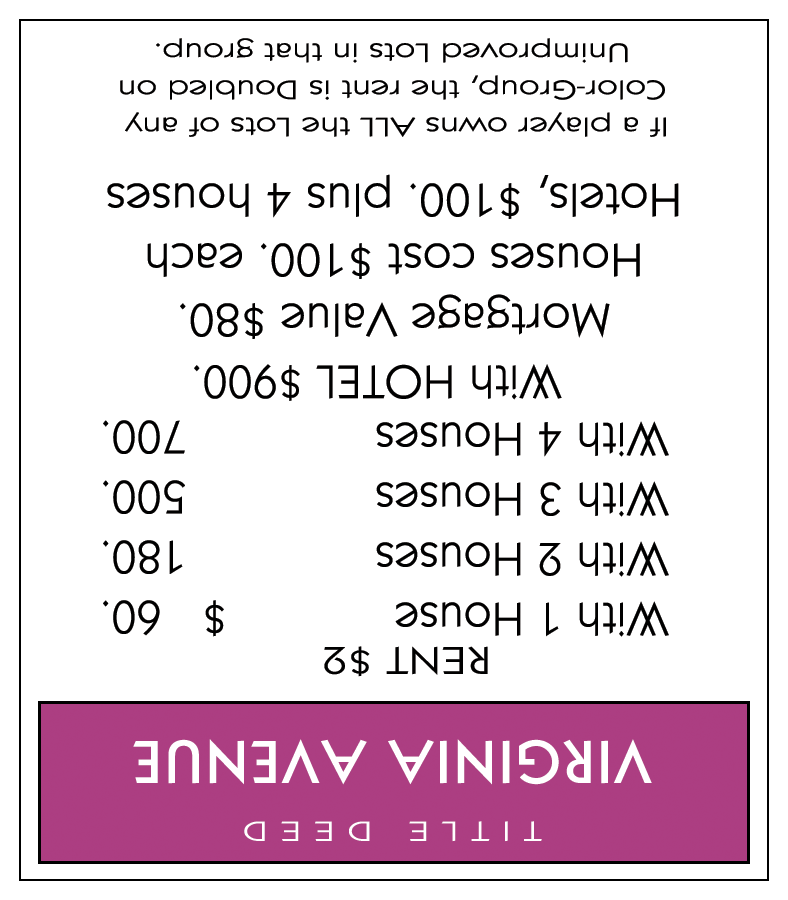 TITLE DEED
VIRGINIA AVENUE
RENT $2
With 1 House $ 60.
With 2 Houses 180.
With 3 Houses 500.
With 4 Houses 700.
With HOTEL $900.
Mortgage Value $80.
Houses cost $100. each
Hotels, $100. plus 4 houses
If a player owns ALL the Lots of any
Color-Group, the rent is Doubled on
Unimproved Lots in that group.